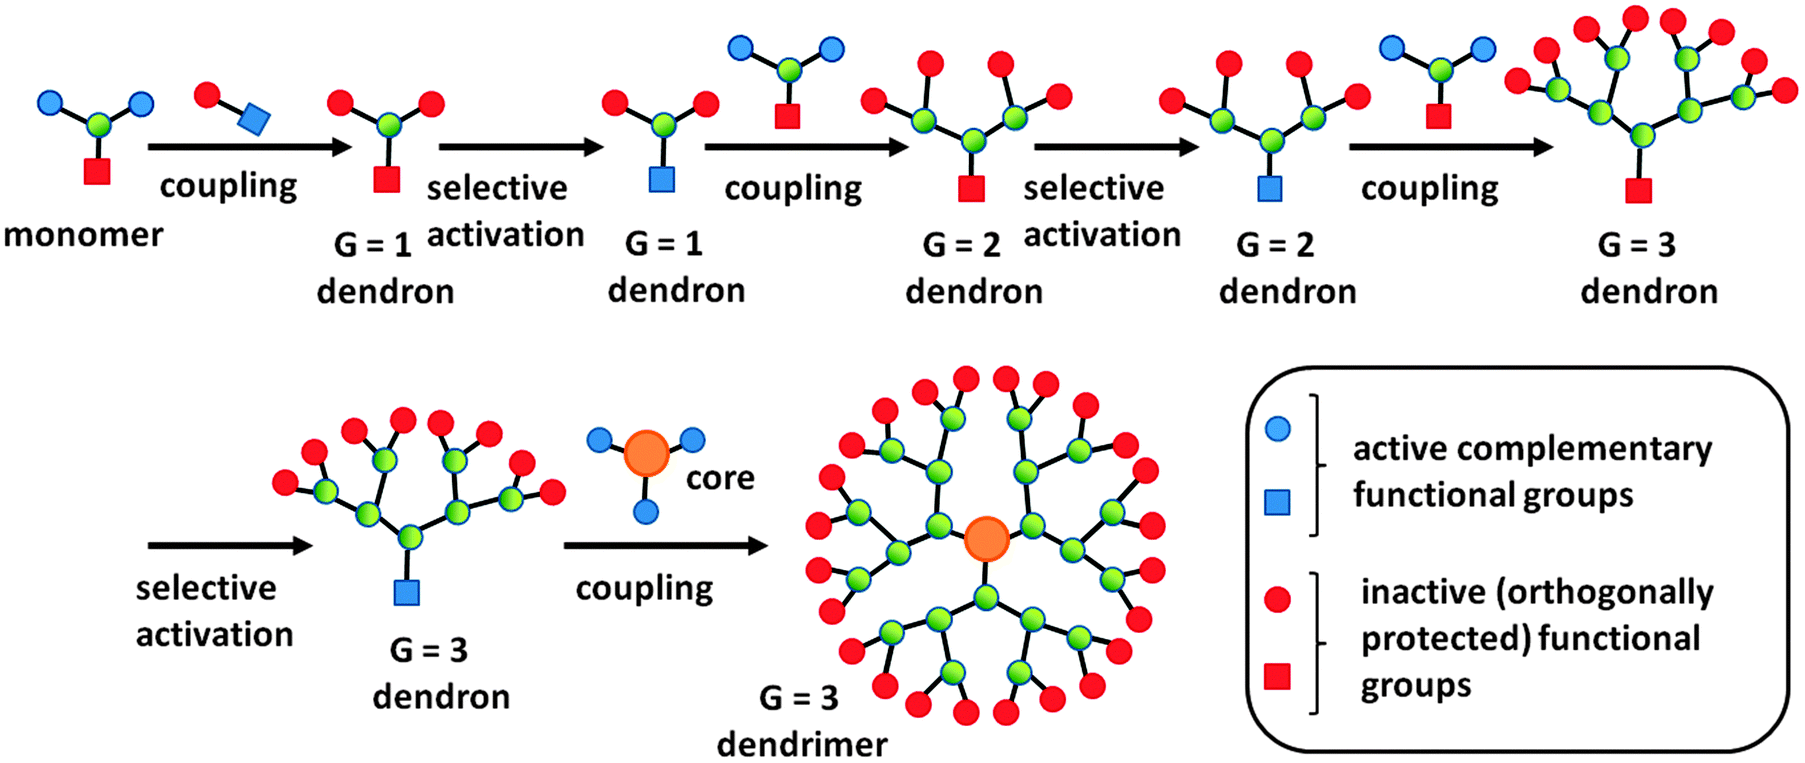 coupling
selective
activation
coupling
selective
activation
coupling
monomer
G = 1
dendron
G = 1
dendron
G = 2
dendron
G = 2
dendron
G = 3
dendron
selective
activation
G = 3
dendron
core
coupling
G = 3
dendrimer
active complementary
functional groups
inactive (orthogonally
protected) functional
groups